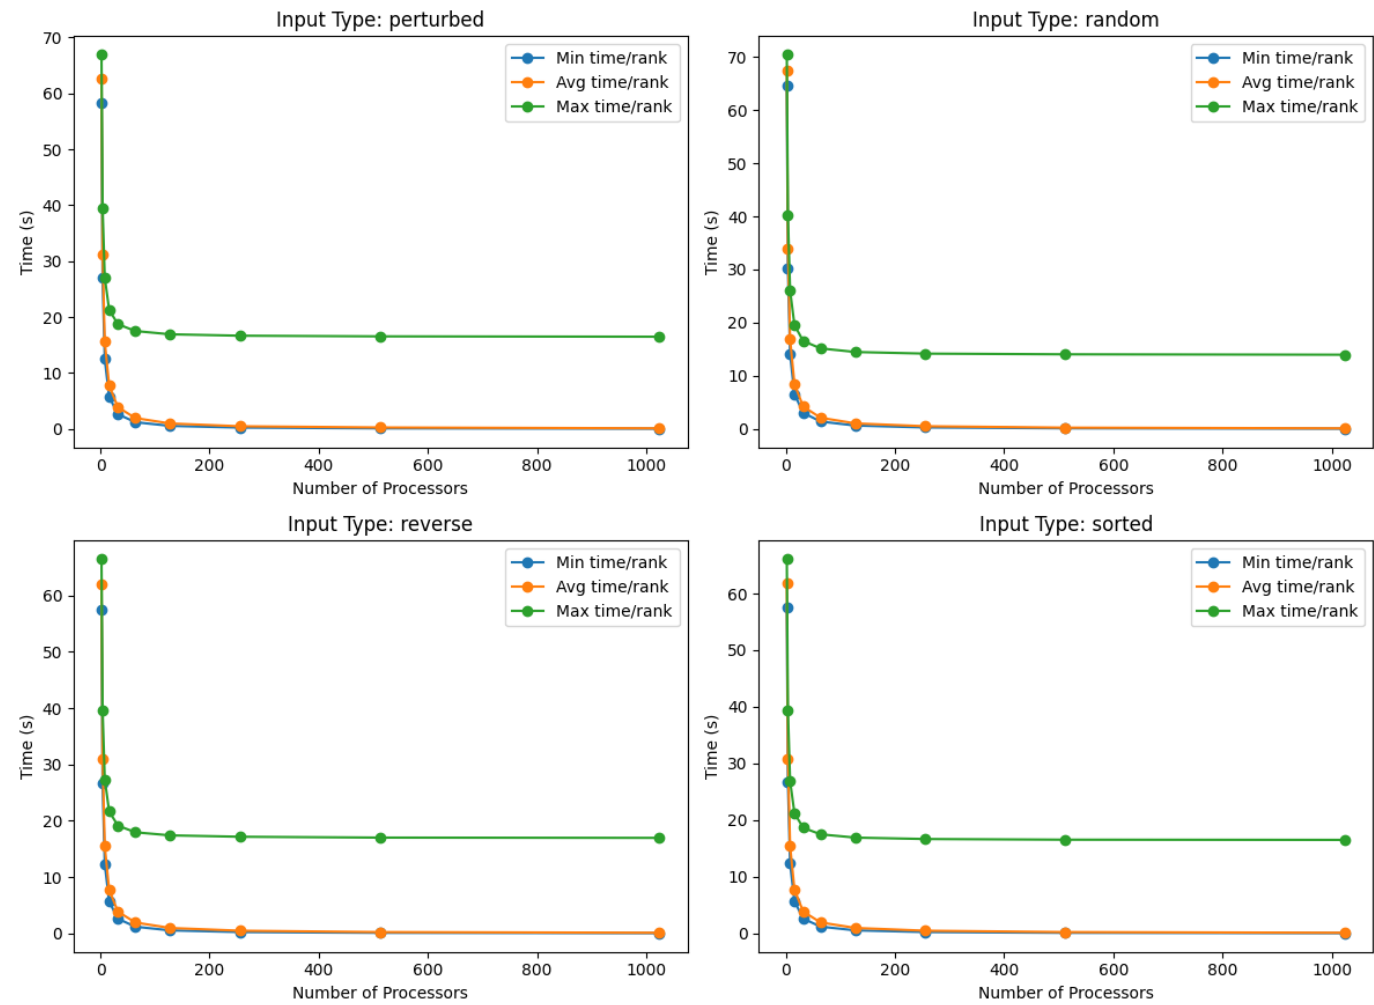 Input Type: perturbed
Time (s)
70
60
50
40
30
20
10
0
Min time/rank
Avg time/rank
Max time/rank
0 200 400 600 800 1000
Number of Processors
Input Type: random
Time (s)
70
60
50
40
30
20
10
0
Min time/rank
Avg time/rank
Max time/rank
0 200 400 600 800 1000
Number of Processors
Input Type: reverse
Time (s)
60
50
40
30
20
10
0
Min time/rank
Avg time/rank
Max time/rank
0 200 400 600 800 1000
Number of Processors
Input Type: sorted
Time (s)
60
50
40
30
20
10
0
Min time/rank
Avg time/rank
Max time/rank
0 200 400 600 800 1000
Number of Processors